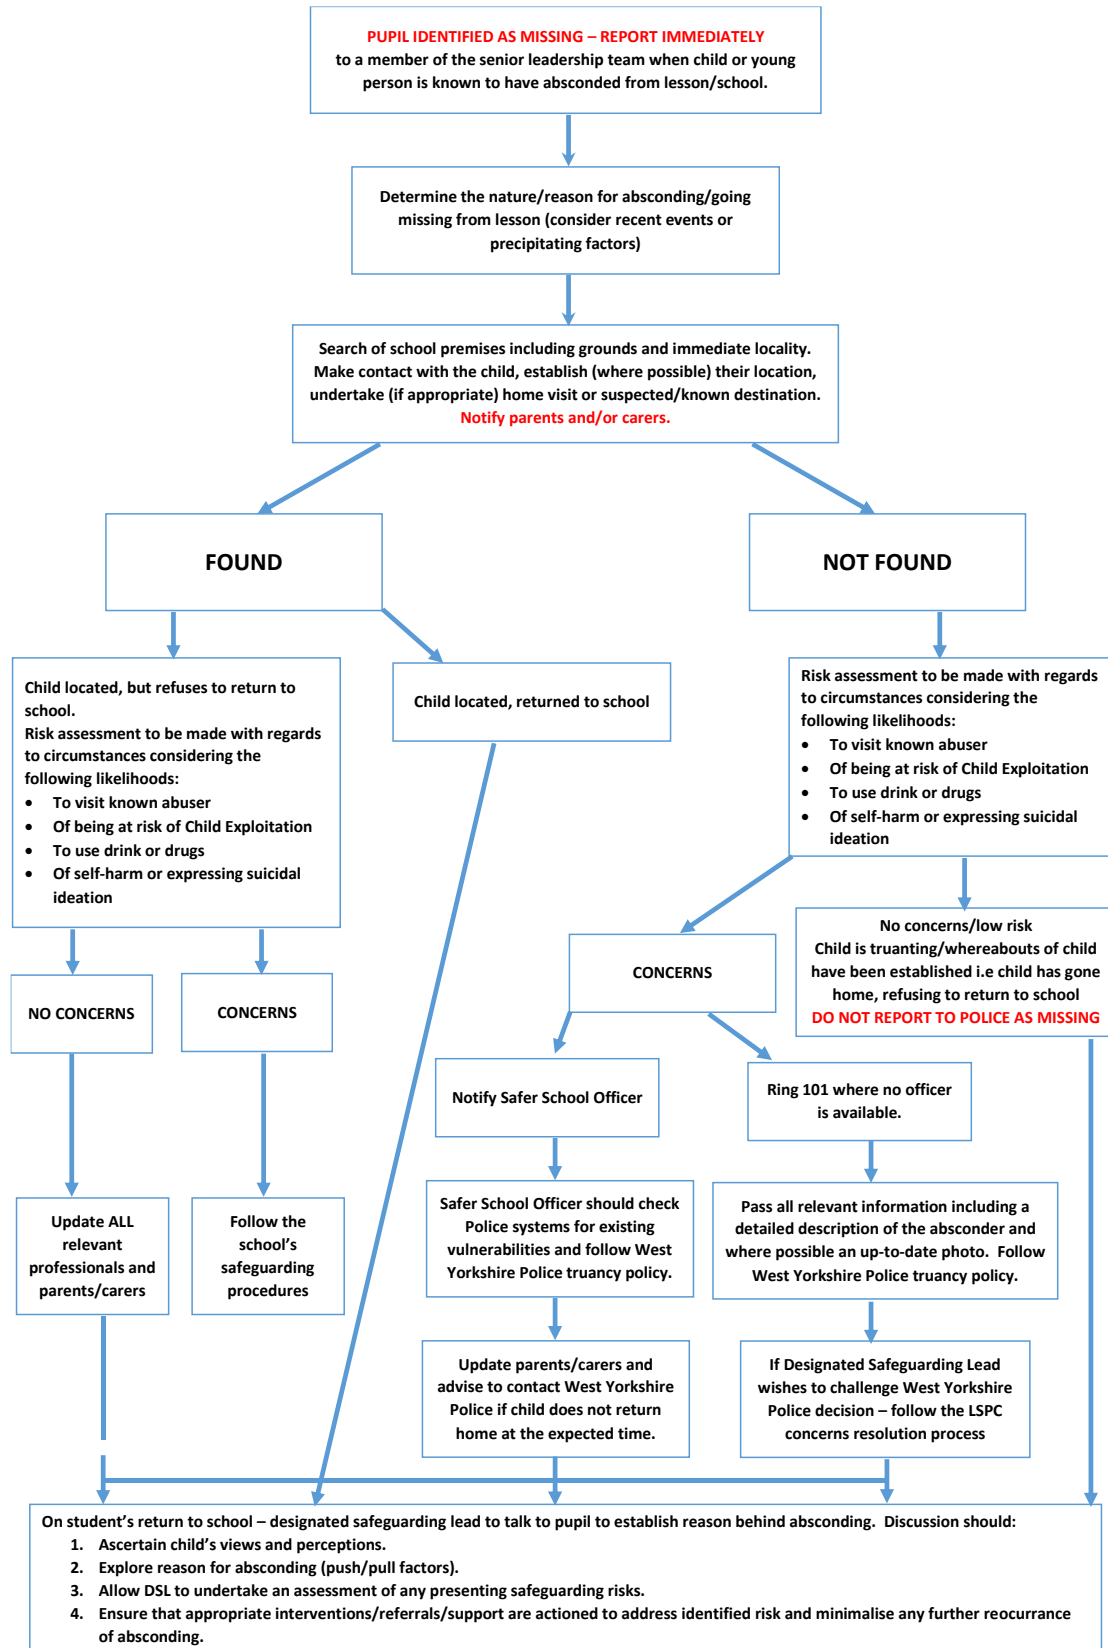 PUPIL IDENTIFIED AS MISSING – REPORT IMMEDIATELY
to a member of the senior leadership team when child or young
person is known to have absconded from lesson/school.
Determine the nature/reason for absconding/going
missing from lesson (consider recent events or
precipitating factors)
Search of school premises including grounds and immediate locality.
Make contact with the child, establish (where possible) their location,
undertake (if appropriate) home visit or suspected/known destination.
Notify parents and/or carers.
FOUND
NOT FOUND
Child located, but refuses to return to
school.
Risk assessment to be made with regards
to circumstances considering the
following likelihoods:
• To visit known abuser
• Of being at risk of Child Exploitation
• To use drink or drugs
• Of self-harm or expressing suicidal
ideation
Child located, returned to school
Risk assessment to be made with regards
to circumstances considering the
following likelihoods:
• To visit known abuser
• Of being at risk of Child Exploitation
• To use drink or drugs
• Of self-harm or expressing suicidal
ideation
NO CONCERNS
CONCERNS
CONCERNS
No concerns/low risk
Child is truanting/whereabouts of child
have been established i.e child has gone
home, refusing to return to school
DO NOT REPORT TO POLICE AS MISSING
Notify Safer School Officer
Ring 101 where no officer
is available.
Update ALL
relevant
professionals and
parents/carers
Follow the
school's
safeguarding
procedures
Safer School Officer should check
Police systems for existing
vulnerabilities and follow West
Yorkshire Police truancy policy.
Pass all relevant information including a
detailed description of the absconder and
where possible an up-to-date photo. Follow
West Yorkshire Police truancy policy.
Update parents/carers and
advise to contact West Yorkshire
Police if child does not return
home at the expected time.
If Designated Safeguarding Lead
wishes to challenge West Yorkshire
Police decision – follow the LSPC
concerns resolution process
On student's return to school – designated safeguarding lead to talk to pupil to establish reason behind absconding. Discussion should:
1. Ascertain child's views and perceptions.
2. Explore reason for absconding (push/pull factors).
3. Allow DSL to undertake an assessment of any presenting safeguarding risks.
4. Ensure that appropriate interventions/referrals/support are actioned to address identified risk and minimalise any further reocurrance
of absconding.